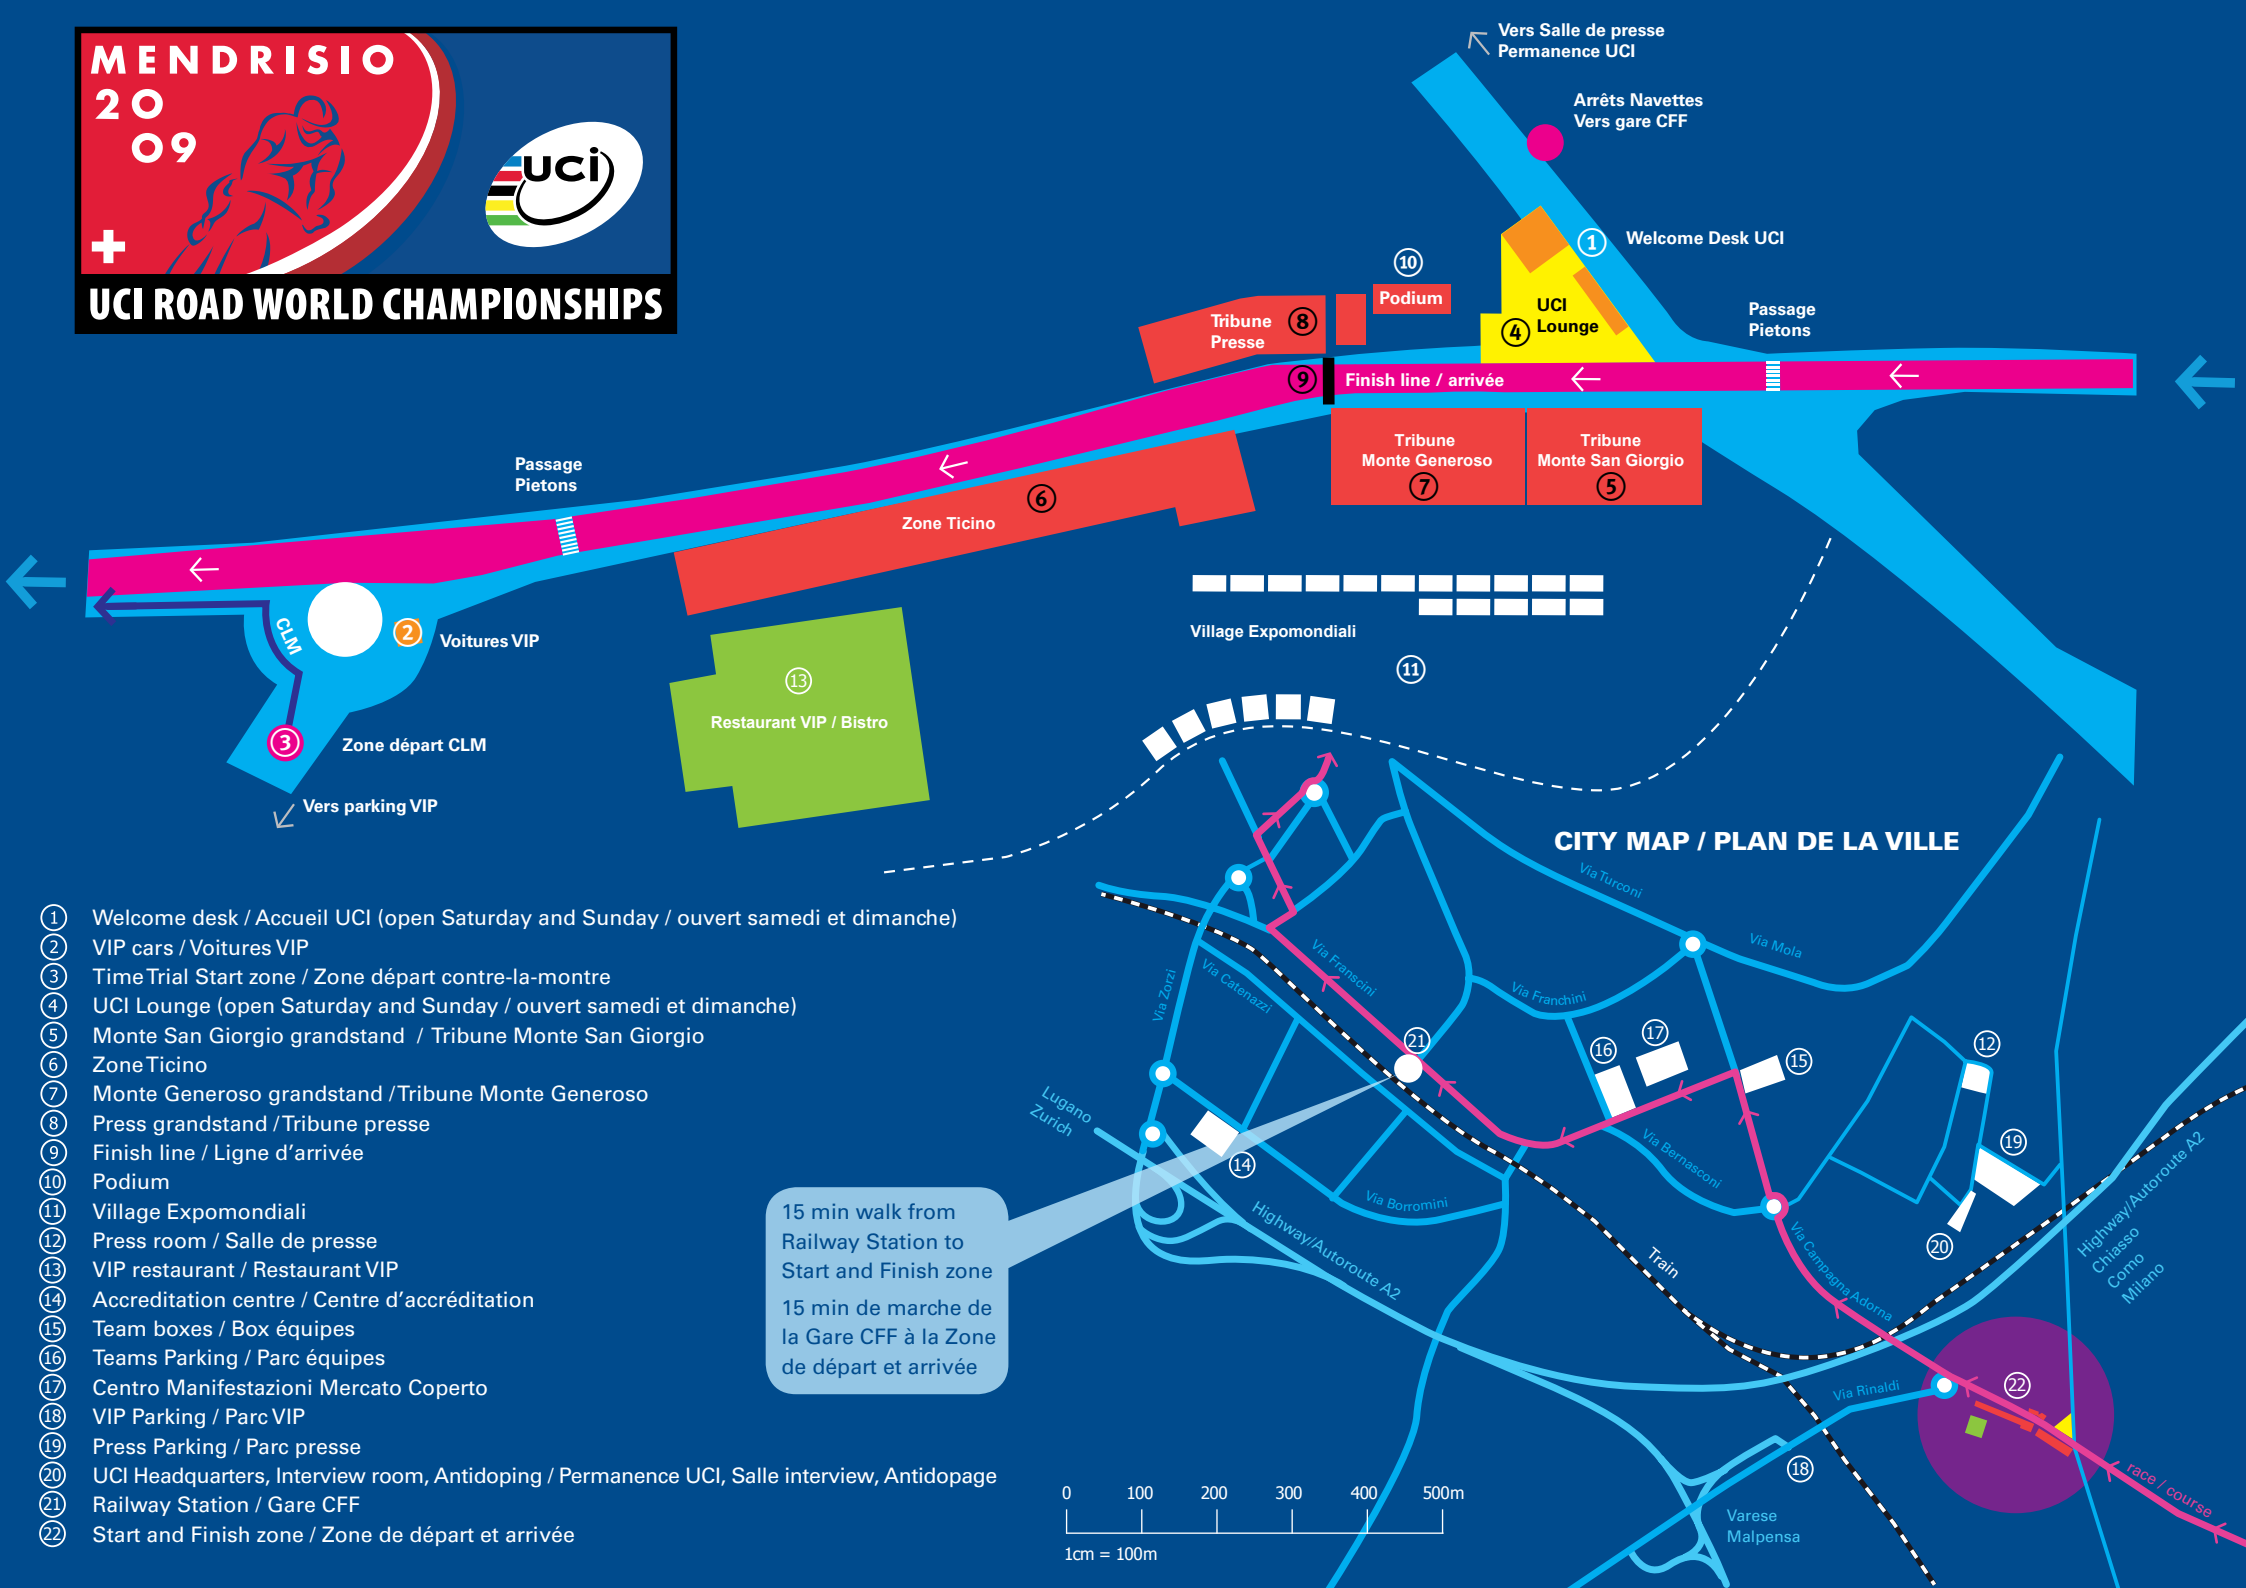 MENDRISIO
20
09
UCI
UCI ROAD WORLD CHAMPIONSHIPS
Vers Salle de presse
Permanence UCI
Arrêts Navettes
Vers gare CFF
1
Welcome Desk UCI
10
Podium
UCI
Lounge
4
Passage
Pietons
Tribune
Presse
8
9
Finish line / arrivée
Tribune
Monte Generoso
7
Tribune
Monte San Giorgio
5
Passage
Pietons
6
Zone Ticino
CLM
2
Voitures VIP
3
Zone départ CLM
Vers parking VIP
13
Restaurant VIP / Bistro
Village Expomondiali
11
CITY MAP / PLAN DE LA VILLE
Via Turconi
Via Mola
Via Franscini
Via Catenazzi
Via Zorzi
Via Franchini
21
16
17
15
12
Lugano
Zurich
14
Via Bernasconi
19
20
Via Borromini
Highway/Autoroute A2
Train
Via Campagna Adorna
Highway/Autoroute A2
Chiasso
Como
Milano
Via Rinaldi
22
18
race / course
Varese
Malpensa
15 min walk from
Railway Station to
Start and Finish zone
15 min de marche de
la Gare CFF à la Zone
de départ et arrivée
0 100 200 300 400 500m
1cm = 100m
1 Welcome desk / Accueil UCI (open Saturday and Sunday / ouvert samedi et dimanche)
2 VIP cars / Voitures VIP
3 Time Trial Start zone / Zone départ contre-la-montre
4 UCI Lounge (open Saturday and Sunday / ouvert samedi et dimanche)
5 Monte San Giorgio grandstand / Tribune Monte San Giorgio
6 Zone Ticino
7 Monte Generoso grandstand / Tribune Monte Generoso
8 Press grandstand / Tribune presse
9 Finish line / Ligne d'arrivée
10 Podium
11 Village Expomondiali
12 Press room / Salle de presse
13 VIP restaurant / Restaurant VIP
14 Accreditation centre / Centre d'accréditation
15 Team boxes / Box équipes
16 Teams Parking / Parc équipes
17 Centro Manifestazioni Mercato Coperto
18 VIP Parking / Parc VIP
19 Press Parking / Parc presse
20 UCI Headquarters, Interview room, Antidoping / Permanence UCI, Salle interview, Antidopage
21 Railway Station / Gare CFF
22 Start and Finish zone / Zone de départ et arrivée